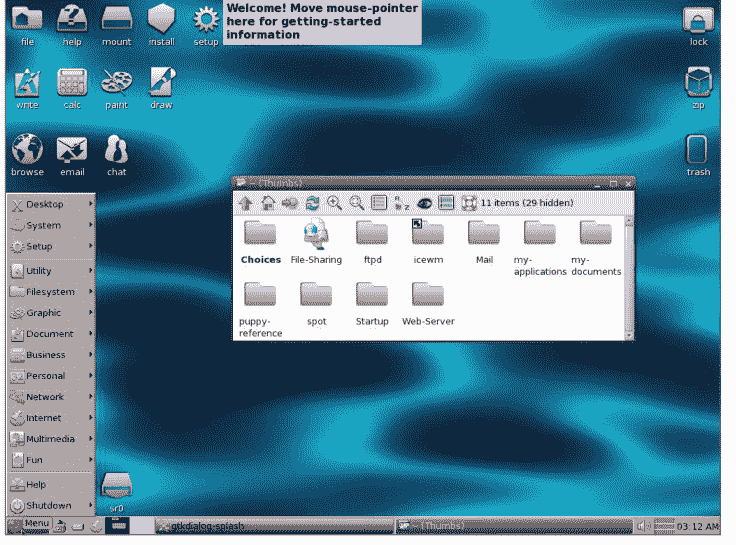 Welcome! Move mouse-pointer
here for getting-started
information
file
help
mount
install
setup
lock
write
calc
paint
draw
zip
browse
email
chat
trash
~ (Thumbs)
11 items (29 hidden)
Choices
File-Sharing
ftpd
icewm
Mail
my-
applications
my-
documents
puppy-
reference
spot
Startup
Web-Server
Desktop
System
Setup
Utility
Filesystem
Graphic
Document
Business
Personal
Network
Internet
Multimedia
Fun
Help
Shutdown
sr0
Menu
gtkdialog-splash
~ (Thumbs)
03:12 AM